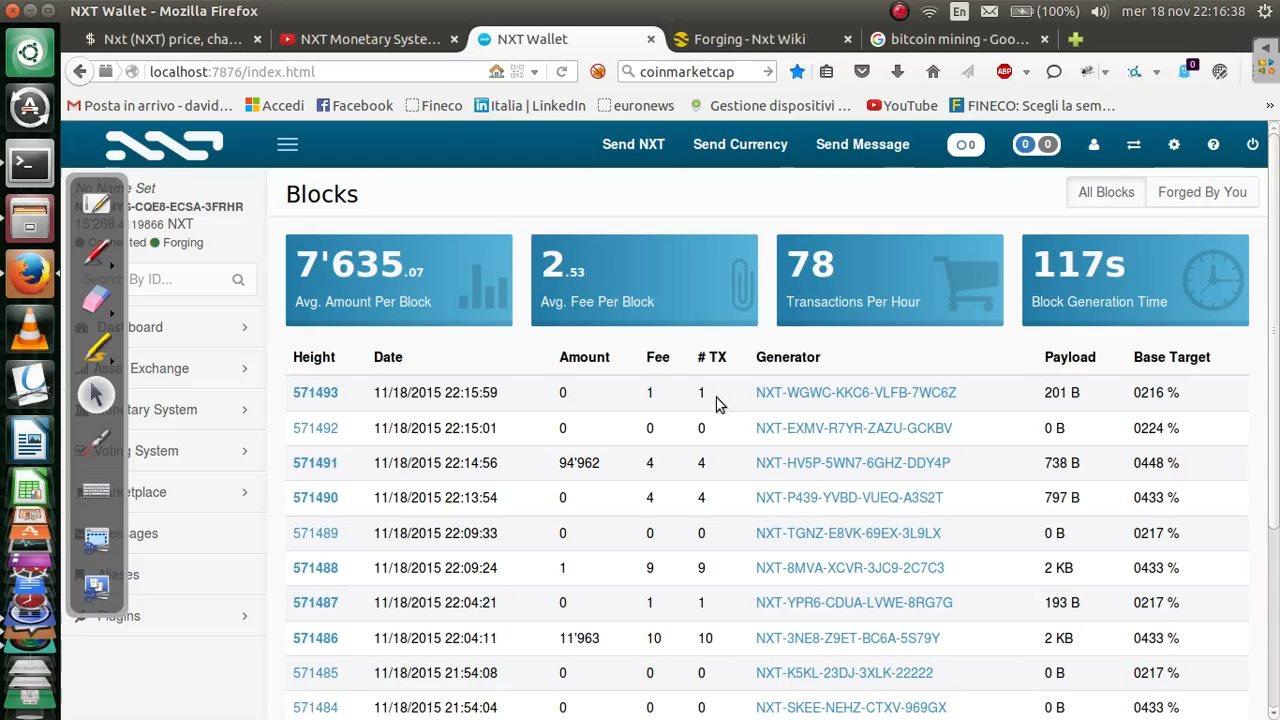 NXT Wallet - Mozilla Firefox
En
(100%)
mer 18 nov 22:16:38
Nxt (NXT) price, cha...
NXT Monetary Syste...
NXT Wallet
Forging - Nxt Wiki
bitcoin mining - Goo...
localhost:7876/index.html
coinmarketcap
ABP
0
Posta in arrivo - david...
Accedi
Facebook
Fineco
Italia | LinkedIn
euronews
Gestione dispositivi ...
YouTube
FINECO: Scegli la sem...
NXT
Send NXT
Send Currency
Send Message
0
0 0
No Name Set
-CQE8-ECSA-3FRHR
15'268. 119866 NXT
Forging
Search By ID...
Dashboard
Exchange
System
Voting System
Plugins
Blocks
All Blocks
Forged By You
7'635.07
Avg. Amount Per Block
2.53
Avg. Fee Per Block
78
Transactions Per Hour
117s
Block Generation Time
Height Date Amount Fee # TX Generator Payload Base Target
571493 11/18/2015 22:15:59 0 1 1 NXT-WGWC-KKC6-VLFB-7WC6Z 201 B 0216 %
571492 11/18/2015 22:15:01 0 0 0 NXT-EXMV-R7YR-ZAZU-GCKBV 0 B 0224 %
571491 11/18/2015 22:14:56 94'962 4 4 NXT-HV5P-5WN7-6GHZ-DDY4P 738 B 0448 %
571490 11/18/2015 22:13:54 0 4 4 NXT-P439-YVBD-VUEQ-A3S2T 797 B 0433 %
571489 11/18/2015 22:09:33 0 0 0 NXT-TGNZ-E8VK-69EX-3L9LX 0 B 0217 %
571488 11/18/2015 22:09:24 1 9 9 NXT-8MVA-XCVR-3JC9-2C7C3 2 KB 0433 %
571487 11/18/2015 22:04:21 0 1 1 NXT-YPR6-CDUA-LVWE-8RG7G 193 B 0217 %
571486 11/18/2015 22:04:11 11'963 10 10 NXT-3NE8-Z9ET-BC6A-5S79Y 2 KB 0433 %
571485 11/18/2015 21:54:08 0 0 0 NXT-K5KL-23DJ-3XLK-22222 0 B 0217 %
571484 11/18/2015 21:54:04 0 0 0 NXT-SKEE-NEHZ-CTXV-969GX 0 B 0433 %